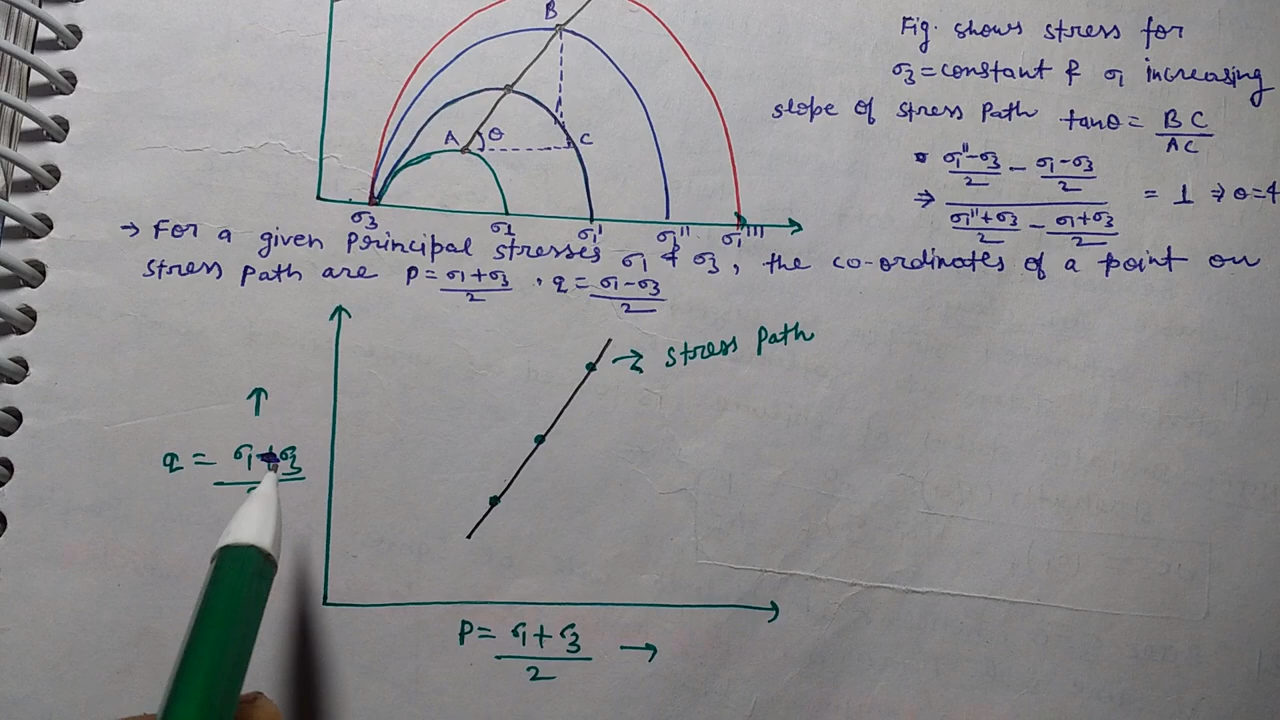 B
A
θ
C
σ3
σ1
σ1'
σ1''
σ1'''
Fig. shows stress for
σ3 = constant & σ1 increasing
slope of stress Path tanθ = BC/AC
⇒ ((σ1''-σ3)/2 - (σ1-σ3)/2) / ((σ1''+σ3)/2 - (σ1+σ3)/2) = 1 ⇒ θ=4
→ For a given principal stresses σ1 & σ3, the co-ordinates of a point on
stress path are P = (σ1+σ3)/2 , q = (σ1-σ3)/2
→ stress path
↑
q =
P = (σ1+σ3)/2 →